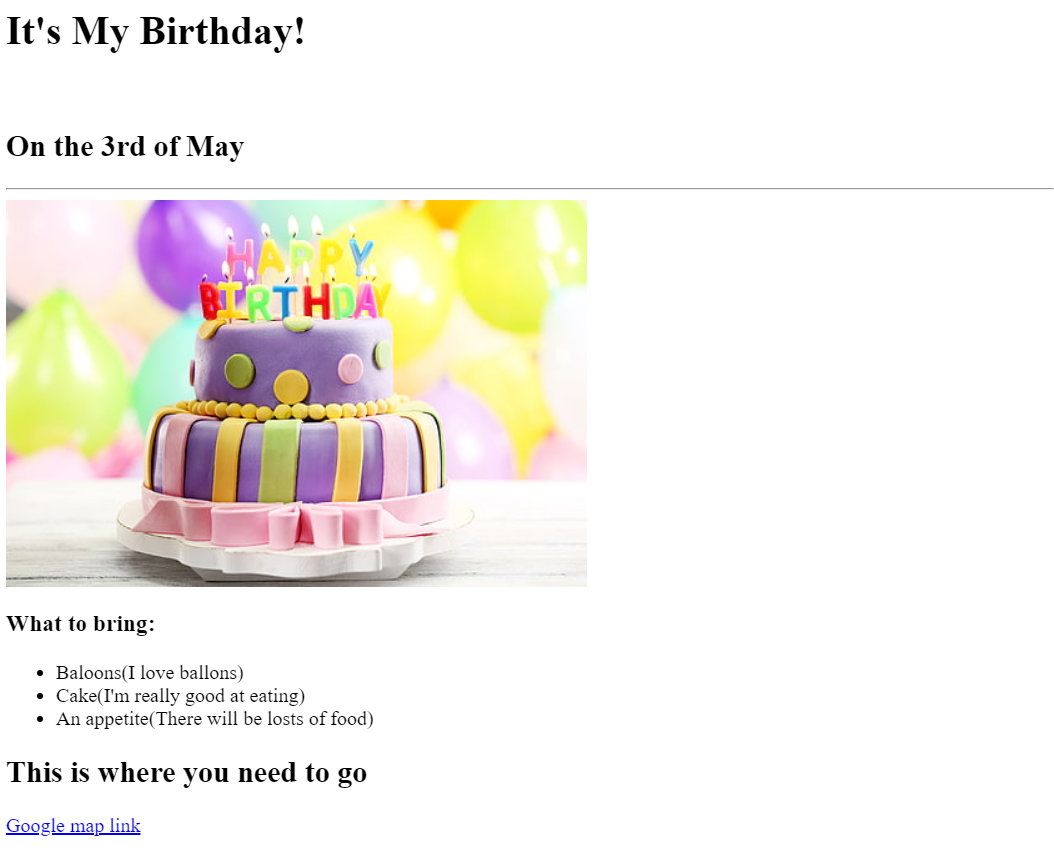 It's My Birthday!
On the 3rd of May
HAPPY
BIRTHDAY
What to bring:
Baloons(I love ballons)
Cake(I'm really good at eating)
An appetite(There will be losts of food)
This is where you need to go
Google map link